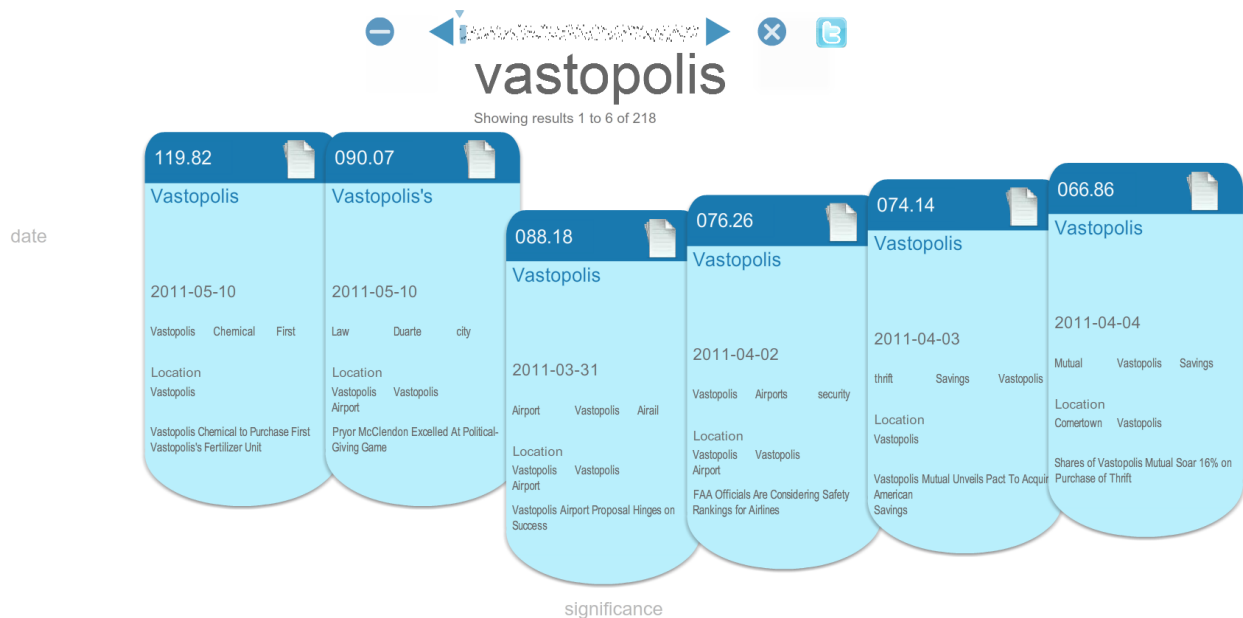 vastopolis
Showing results 1 to 6 of 218
date
119.82
Vastopolis
2011-05-10
Vastopolis Chemical First
Location
Vastopolis
Vastopolis Chemical to Purchase First
Vastopolis's Fertilizer Unit
090.07
Vastopolis's
2011-05-10
Law Duarte city
Location
Vastopolis Vastopolis
Airport
Pryor McClendon Excelled At Political-
Giving Game
088.18
Vastopolis
2011-03-31
Airport Vastopolis Airail
Location
Vastopolis Vastopolis
Airport
Vastopolis Airport Proposal Hinges on
Success
076.26
Vastopolis
2011-04-02
Vastopolis Airports security
Location
Vastopolis Vastopolis
Airport
FAA Officials Are Considering Safety
Rankings for Airlines
074.14
Vastopolis
2011-04-03
thrift Savings Vastopolis
Location
Vastopolis
Vastopolis Mutual Unveils Pact To Acquir
American
Savings
066.86
Vastopolis
2011-04-04
Mutual Vastopolis Savings
Location
Comertown Vastopolis
Shares of Vastopolis Mutual Soar 16% on
Purchase of Thrift
significance